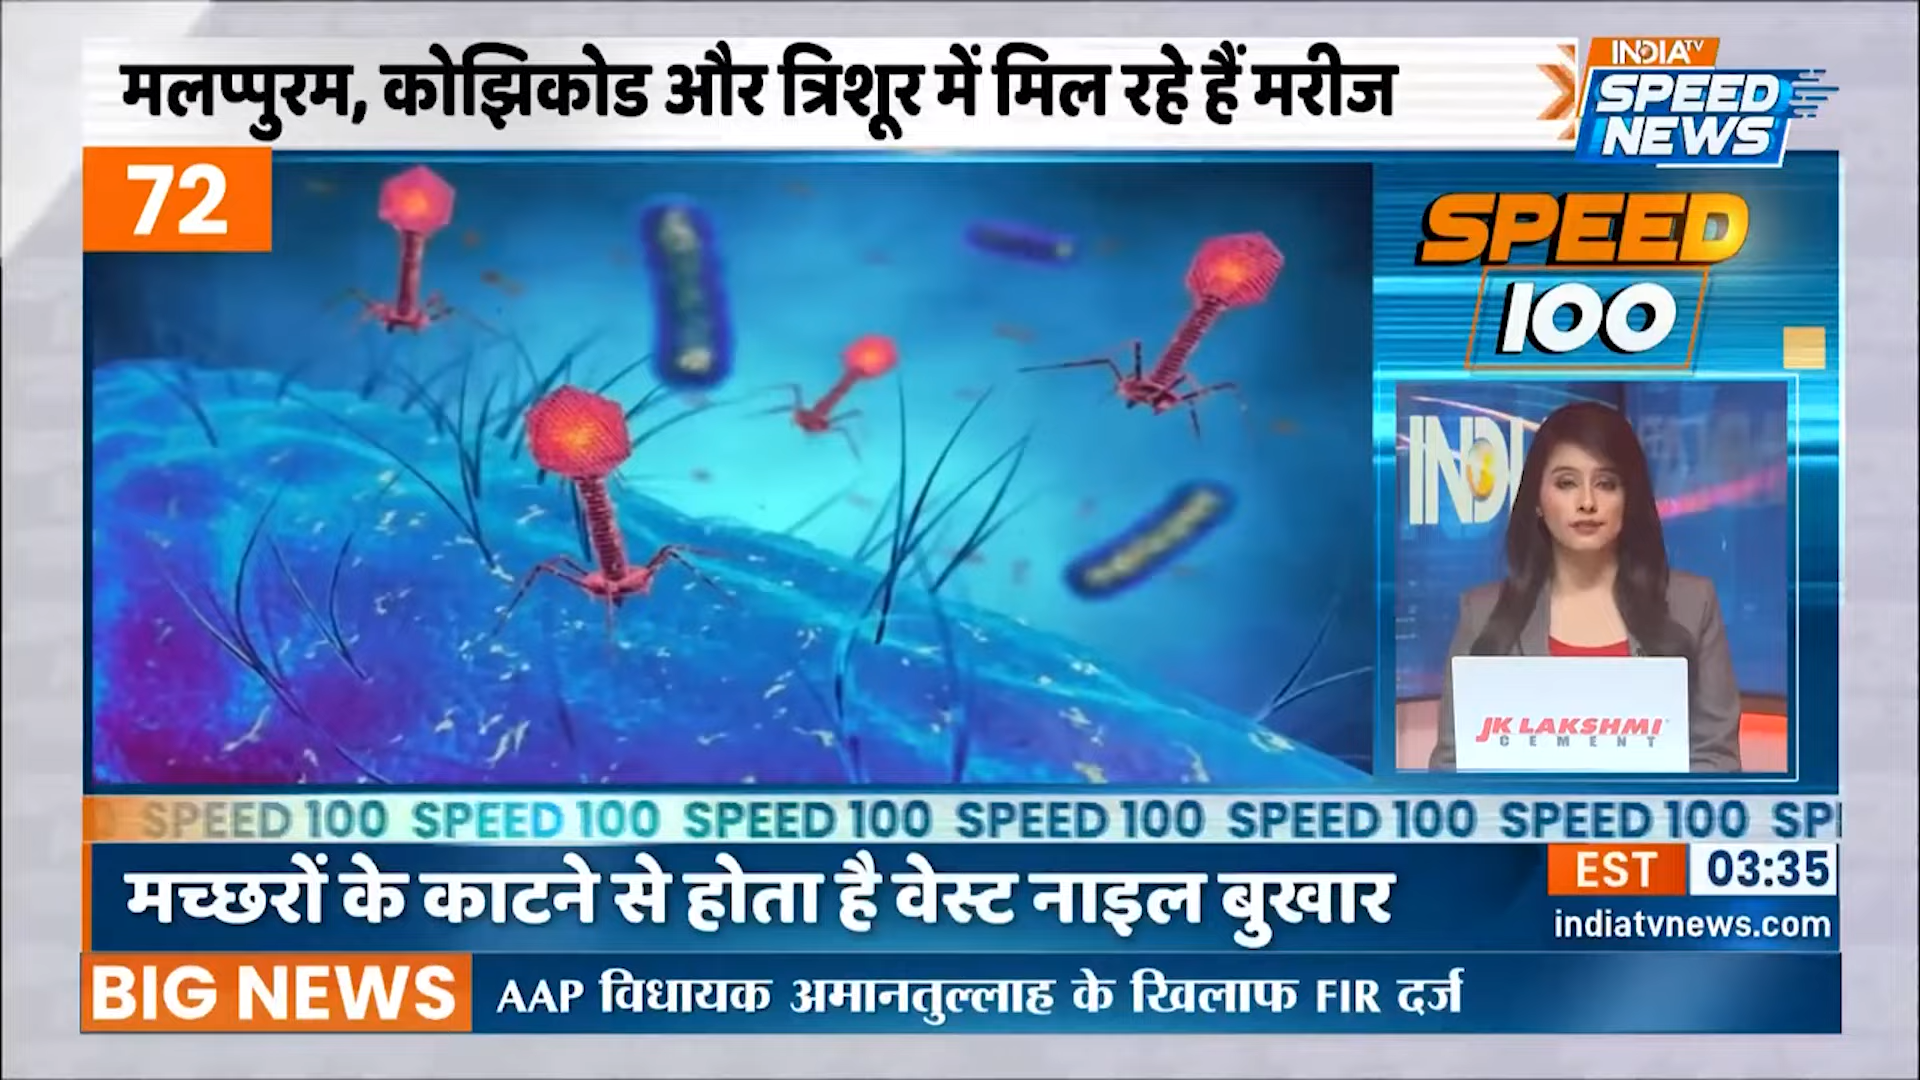 मलप्पुरम, कोझिकोड और त्रिशूर में मिल रहे हैं मरीज
INDIA TV
SPEED
NEWS
72
SPEED
100
INDI
JK LAKSHMI
CEMENT
SPEED 100 SPEED 100 SPEED 100 SPEED 100 SPEED 100 SPEED 100 SP
मच्छरों के काटने से होता है वेस्ट नाइल बुखार
EST 03:35
indiatvnews.com
BIG NEWS AAP विधायक अमानतुल्लाह के खिलाफ FIR दर्ज